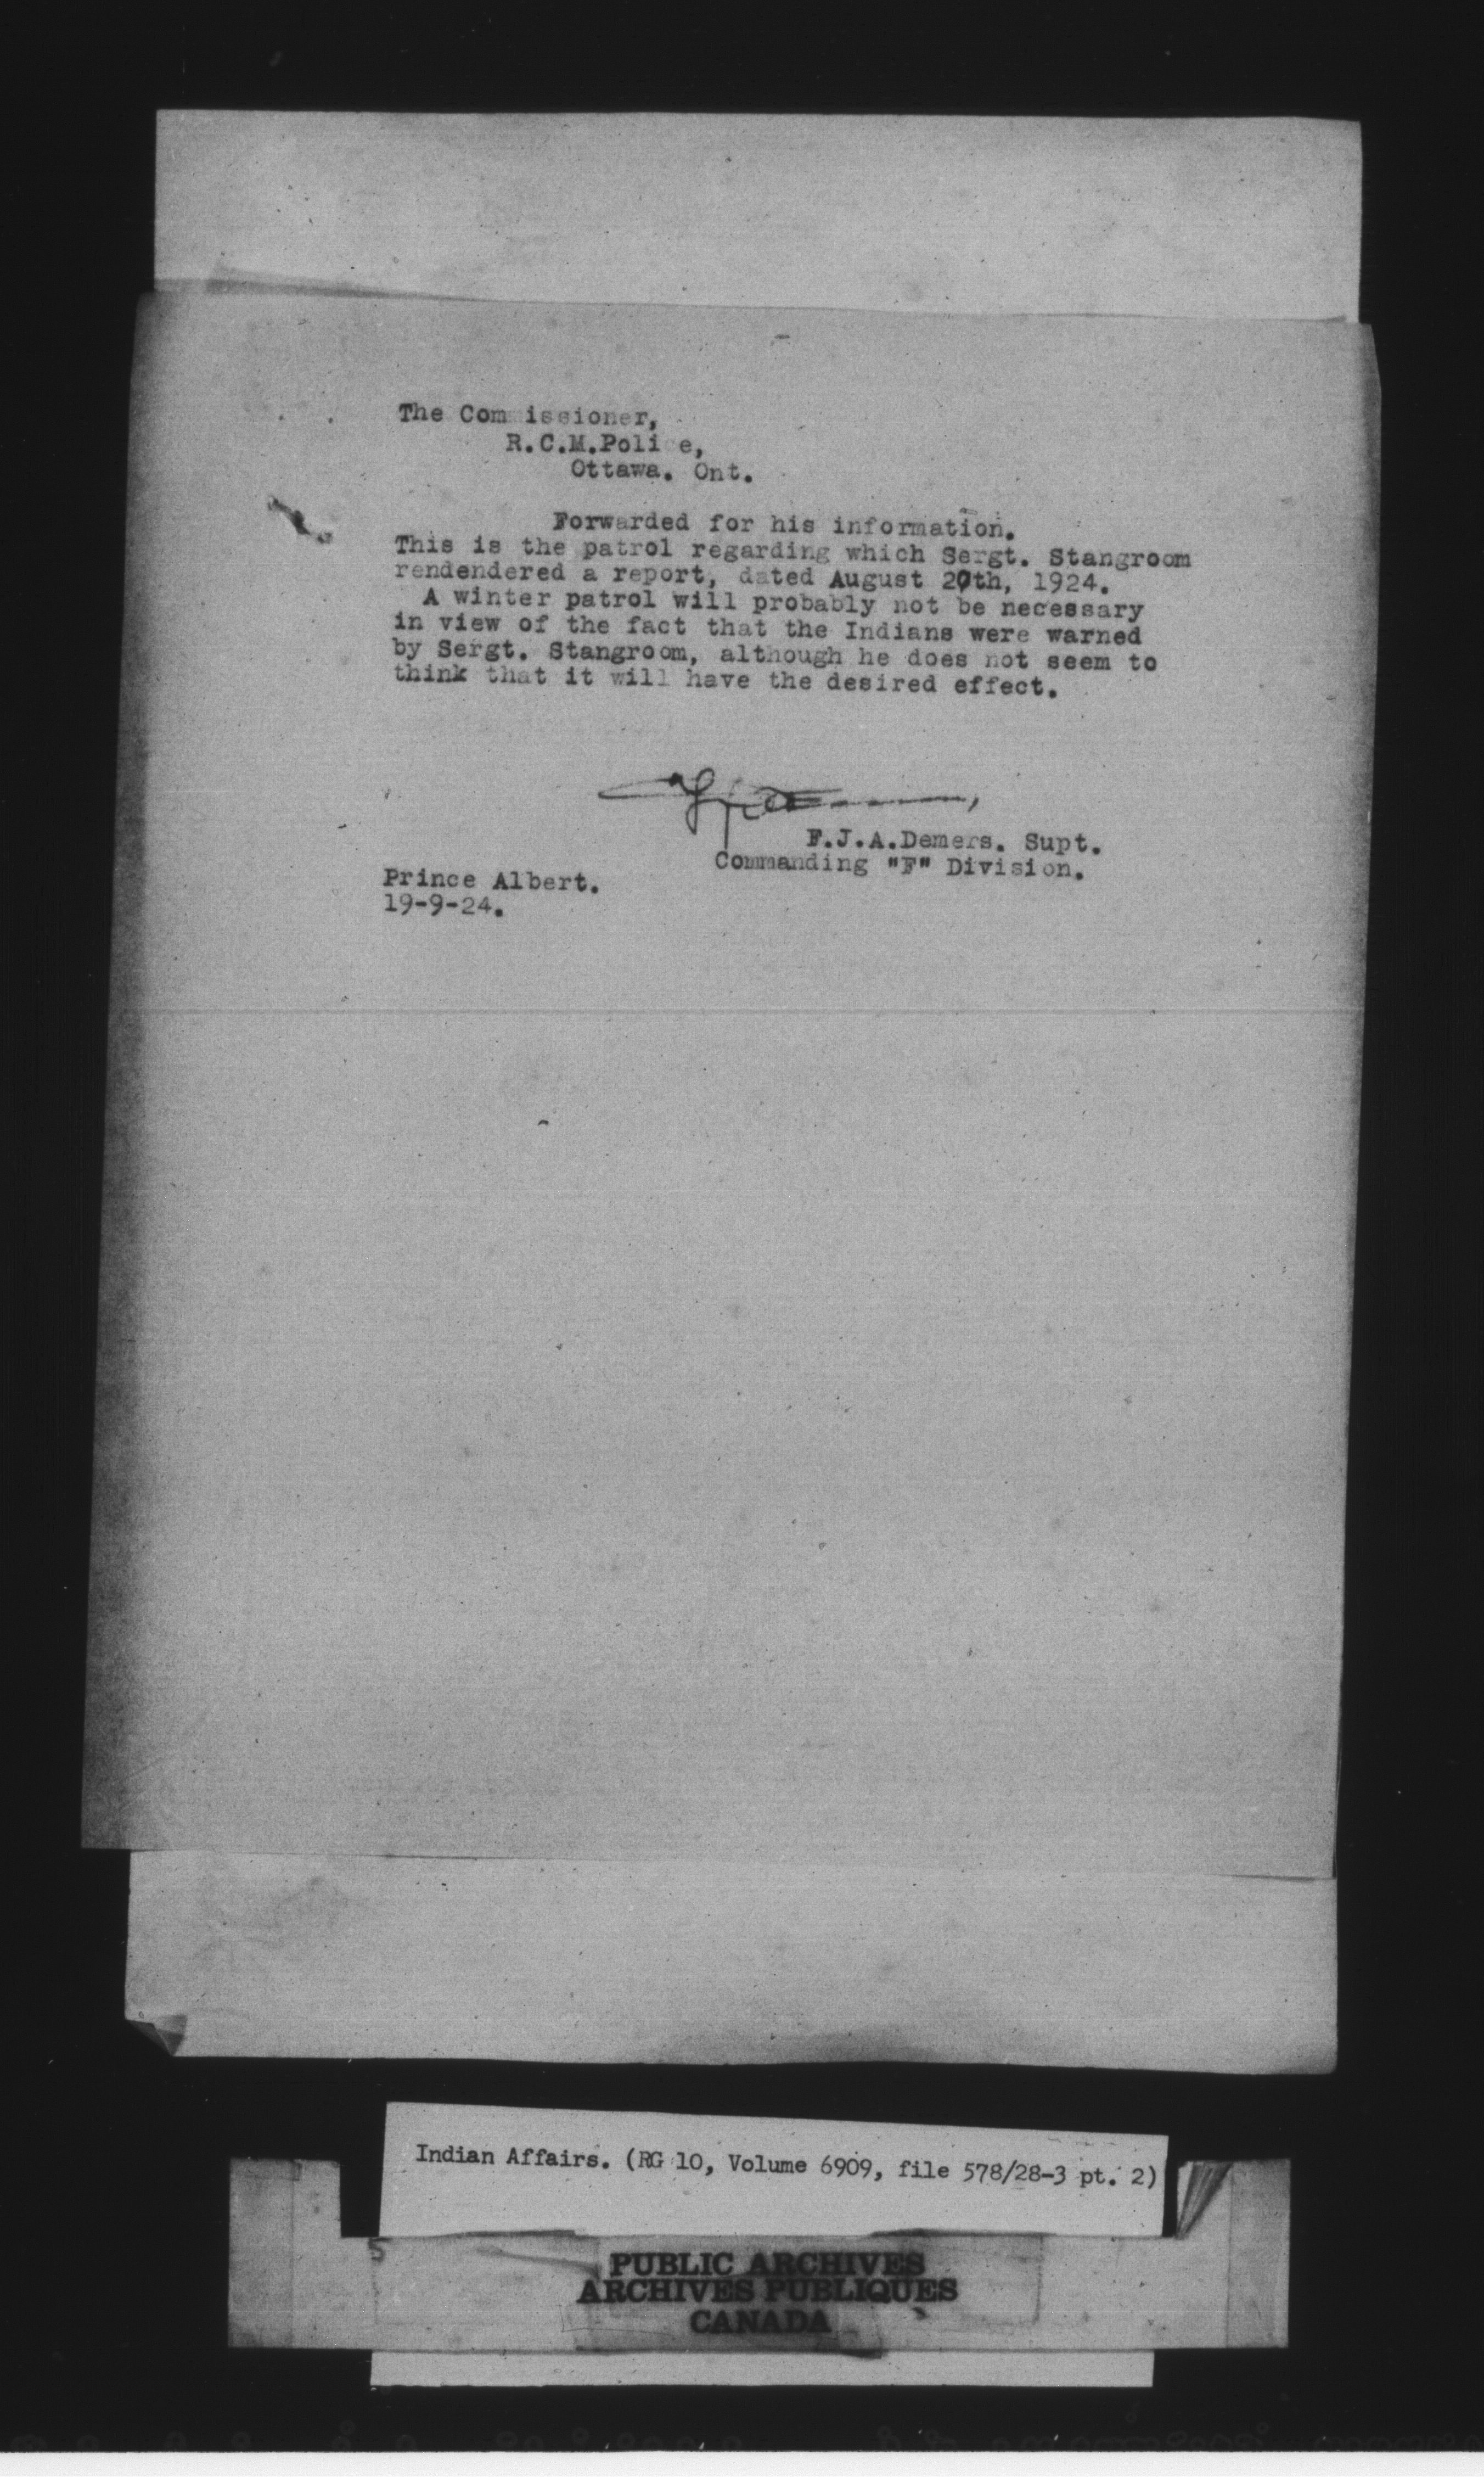 The Commissioner,
R.C.M.Police,
Ottawa. Ont.
Forwarded for his information.
This is the patrol regarding which Sergt. Stangroom
rendendered a report, dated August 20th, 1924.
A winter patrol will probably not be necessary
in view of the fact that the Indians were warned
by Sergt. Stangroom, although he does not seem to
think that it will have the desired effect.
F.J.A.Demers. Supt.
Commanding "F" Division.
Prince Albert.
19-9-24.
Indian Affairs. (RG 10, Volume 6909, file 578/28-3 pt. 2)
5
PUBLIC ARCHIVES
ARCHIVES PUBLIQUES
CANADA